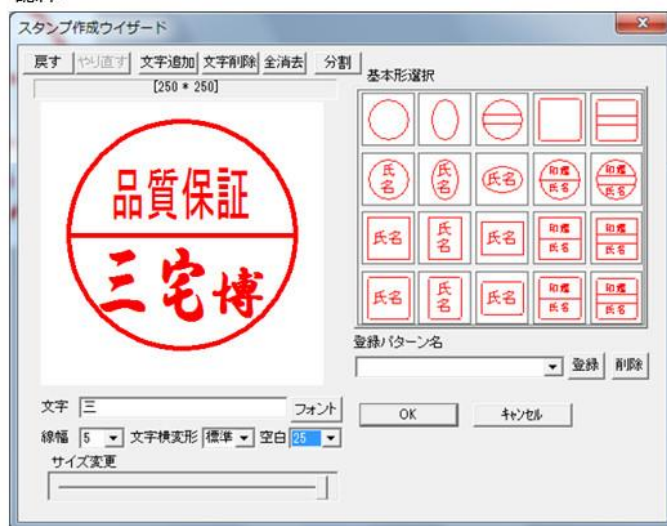 スタンプ作成ウイザード
戻す やり直す 文字追加 文字削除 全消去 分割
[250 * 250]
品質保証
三宅博
基本形選択
氏名 氏名 氏名 印鑑 氏名 印鑑 氏名
氏名 氏名 氏名 印鑑 氏名 印鑑 氏名
氏名 氏名 氏名 印鑑 氏名 印鑑 氏名
登録パターン名
登録 削除
文字 三 フォント
OK キャンセル
線幅 5 文字横変形 標準 空白 25
サイズ変更